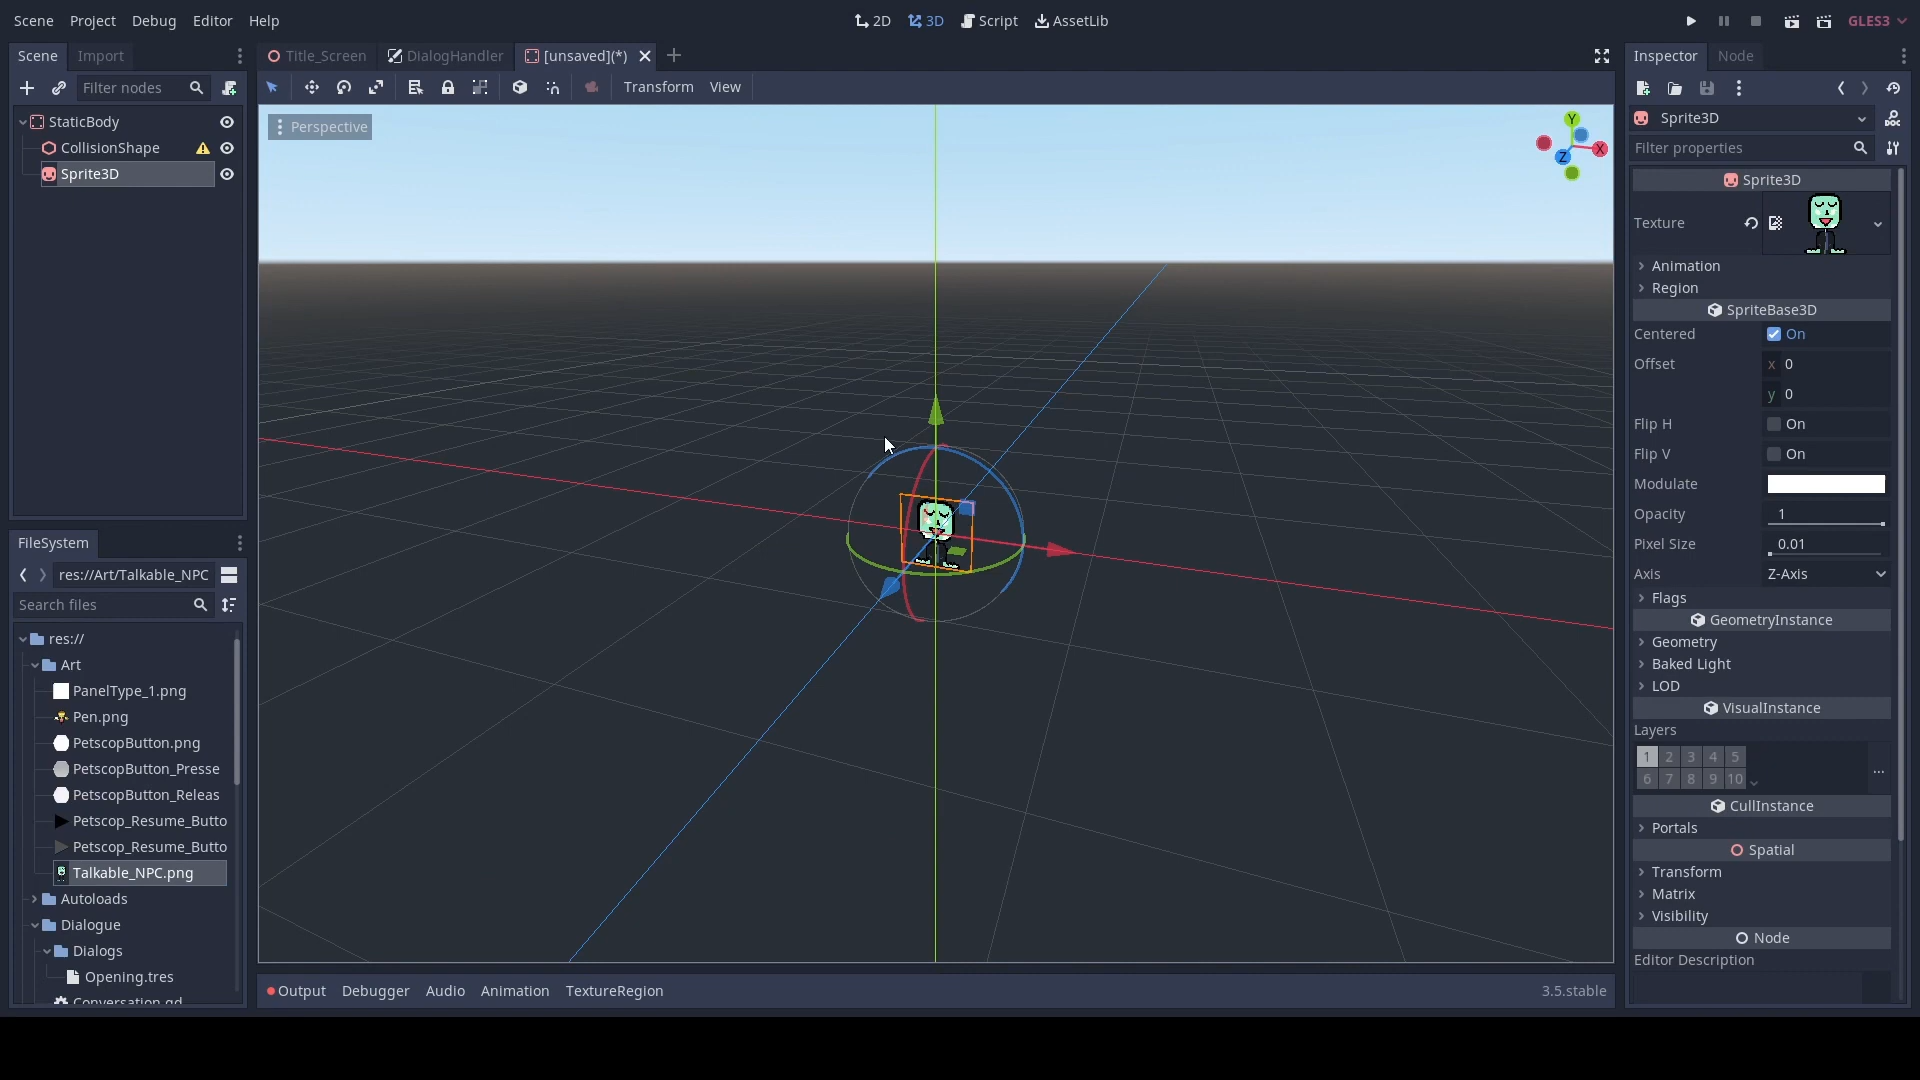 Scene Project Debug Editor Help
2D 3D Script AssetLib
GLES3
Scene Import
Filter nodes
StaticBody
CollisionShape
Sprite3D
FileSystem
res://Art/Talkable_NPC
Search files
res://
Art
PanelType_1.png
Pen.png
PetscopButton.png
PetscopButton_Presse
PetscopButton_Releas
Petscop_Resume_Butto
Petscop_Resume_Butto
Talkable_NPC.png
Autoloads
Dialogue
Dialogs
Opening.tres
Conversation.gd
Title_Screen DialogHandler [unsaved](*)
Transform View
Perspective
Y
X
Z
Output Debugger Audio Animation TextureRegion 3.5.stable
Inspector Node
Sprite3D
Filter properties
Sprite3D
Texture
Animation
Region
SpriteBase3D
Centered On
Offset x 0
y 0
Flip H On
Flip V On
Modulate
Opacity 1
Pixel Size 0.01
Axis Z-Axis
Flags
GeometryInstance
Geometry
Baked Light
LOD
VisualInstance
Layers
1 2 3 4 5
6 7 8 9 10
...
CullInstance
Portals
Spatial
Transform
Matrix
Visibility
Node
Editor Description